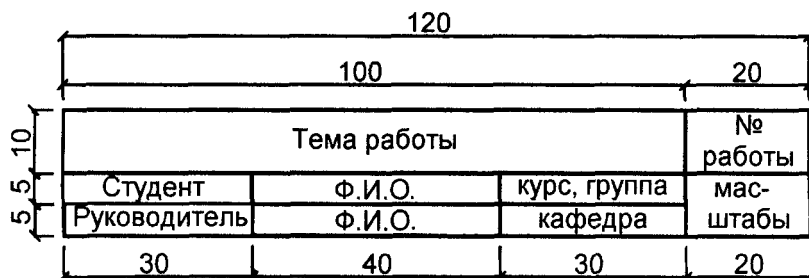 120
100 20
10 Тема работы № работы
5 Студент Ф.И.О. курс, группа мас-
5 Руководитель Ф.И.О. кафедра штабы
30 40 30 20